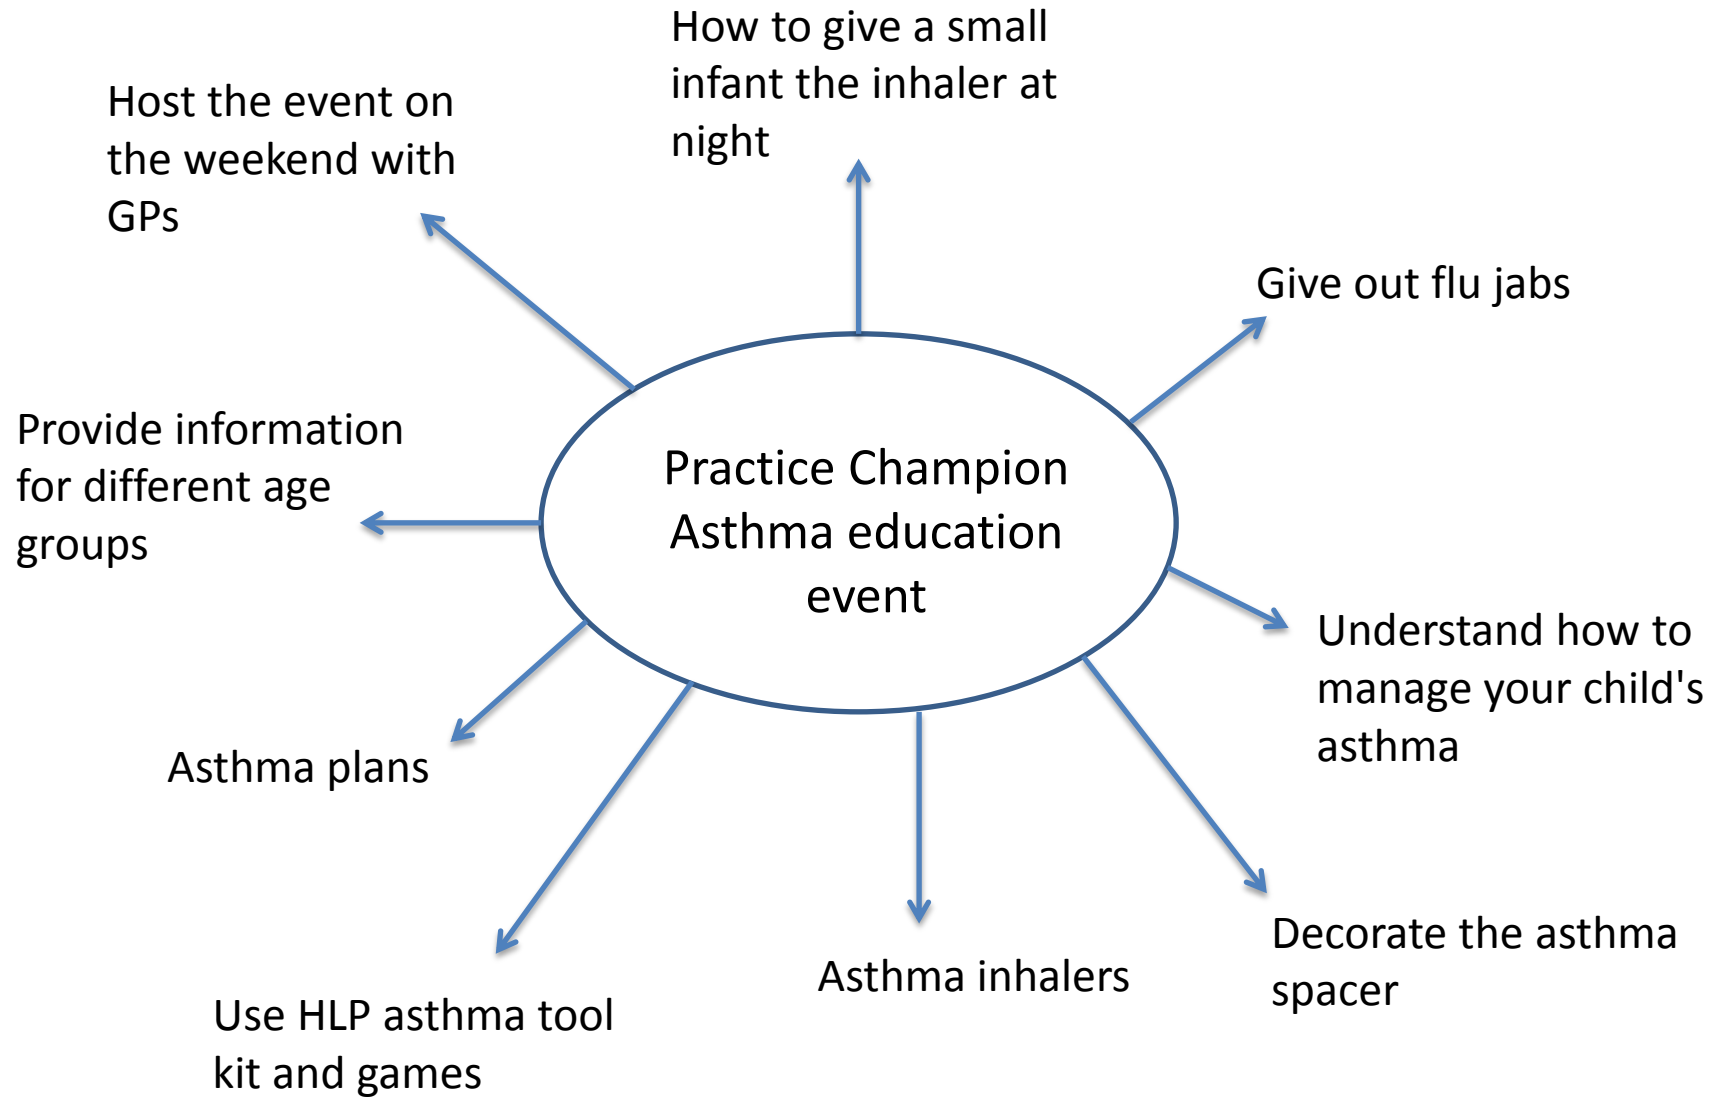 How to give a small
infant the inhaler at
night
Host the event on
the weekend with
GPs
Give out flu jabs
Provide information
for different age
groups
Practice Champion
Asthma education
event
Understand how to
manage your child's
asthma
Asthma plans
Decorate the asthma
spacer
Asthma inhalers
Use HLP asthma tool
kit and games